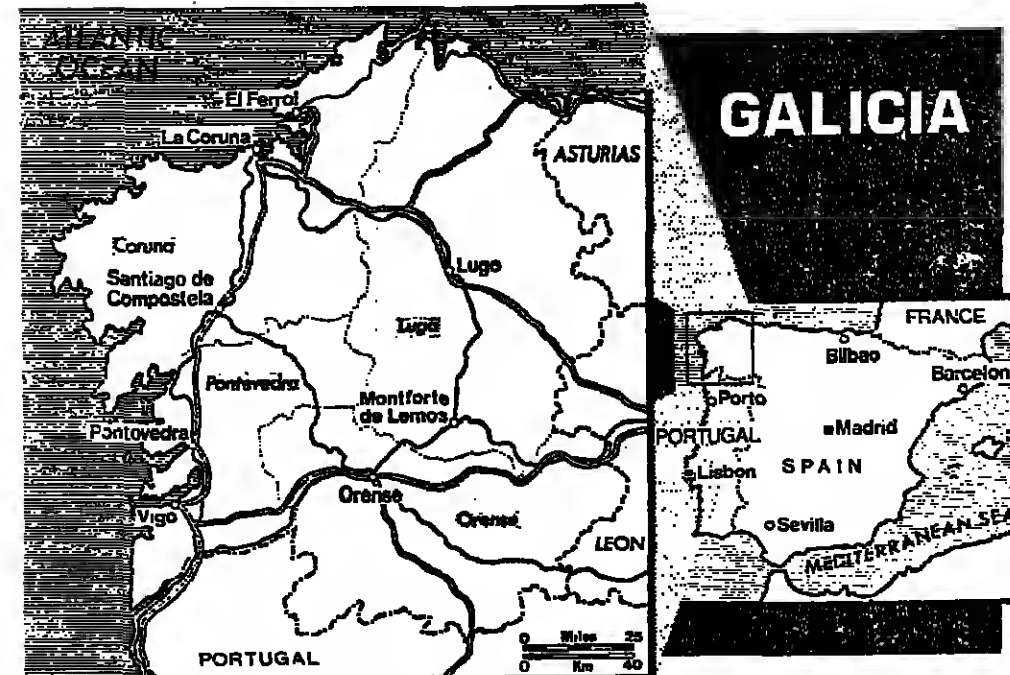 ATLANTIC
OCEAN
El Ferrol
La Coruna
ASTURIAS
Coruna
Santiago de
Compostela
Lugo
Lugo
Pontevedra
Montforte
de Lemos
Pontovedra
Orense
Vigo
Orense
LEON
PORTUGAL
0 Miles 25
0 Km 40
GALICIA
FRANCE
Bilbao
Barcelon
Porto
PORTUGAL
Madrid
SPAIN
Lisbon
Sevilla
MEDITERRANEAN SEA